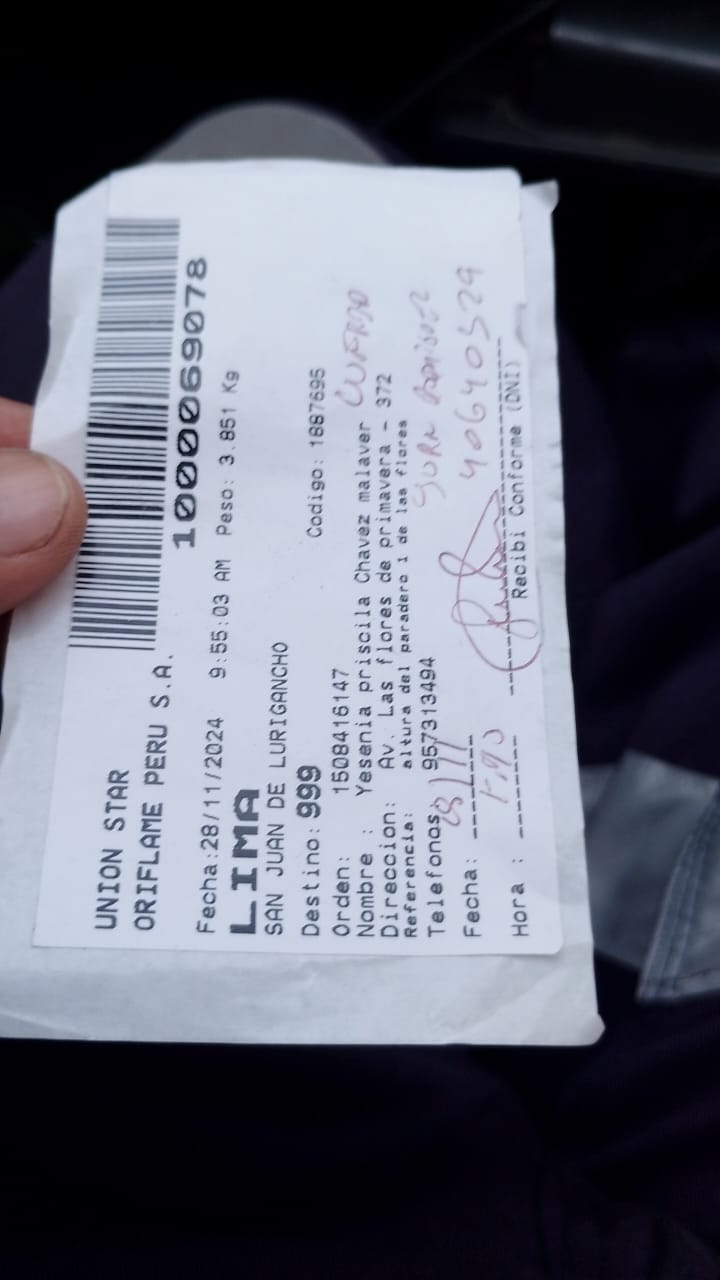 UNION STAR
ORIFLAME PERU S.A.
1000069078
Fecha:28/11/2024 9:55:03 AM Peso: 3.851 Kg
LIMA
SAN JUAN DE LURIGANCHO
Destino: 999
Codigo: 1687695
Orden: 1508416147
Nombre : Yesenia priscila Chavez malaver
Direccion: Av. Las flores de primavera - 372
Referencia: altura del paradero 1 de las flores
Telefonos: 957313494
40640529
Fecha: 28/11
Hora :
Recibi Conforme (DNI)